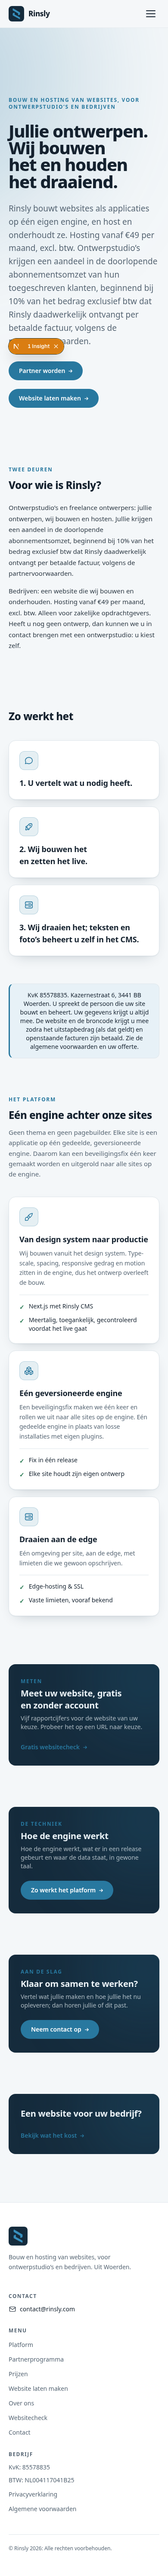 Rinsly
BOUW EN HOSTING VAN WEBSITES, VOOR
ONTWERPSTUDIO'S EN BEDRIJVEN
Jullie ontwerpen.
Wij bouwen
het en houden
het draaiend.
Rinsly bouwt websites als applicaties
op één eigen engine, en host en
onderhoudt ze. Hosting vanaf €49 per
maand, excl. btw. Ontwerpstudio's
krijgen een aandeel in de doorlopende
abonnementsomzet van hun
toegeschreven klanten, beginnend bij
10% van het bedrag exclusief btw dat
Rinsly daadwerkelijk ontvangt per
betaalde factuur, volgens de
aarden.
1 Insight
Partner worden →
Website laten maken →
TWEE DEUREN
Voor wie is Rinsly?
Ontwerpstudio's en freelance ontwerpers: jullie
ontwerpen, wij bouwen en hosten. Jullie krijgen
een aandeel in de doorlopende
abonnementsomzet, beginnend bij 10% van het
bedrag exclusief btw dat Rinsly daadwerkelijk
ontvangt per betaalde factuur, volgens de
partnervoorwaarden.
Bedrijven: een website die wij bouwen en
onderhouden. Hosting vanaf €49 per maand,
excl. btw. Alleen voor zakelijke opdrachtgevers.
Heeft u nog geen ontwerp, dan kunnen we u in
contact brengen met een ontwerpstudio: u kiest
zelf.
Zo werkt het
1. U vertelt wat u nodig heeft.
2. Wij bouwen het
en zetten het live.
3. Wij draaien het; teksten en
foto's beheert u zelf in het CMS.
KvK 85578835. Kazernestraat 6, 3441 BB
Woerden. U spreekt de persoon die uw site
bouwt en beheert. Uw gegevens krijgt u altijd
mee. De website en de broncode krijgt u mee
zodra het uitstapbedrag (als dat geldt) en
openstaande facturen zijn betaald. Zie de
algemene voorwaarden en uw offerte.
HET PLATFORM
Eén engine achter onze sites
Geen thema en geen pagebuilder. Elke site is een
applicatie op één gedeelde, geversioneerde
engine. Daarom kan een beveiligingsfix één keer
gemaakt worden en uitgerold naar alle sites op
de engine.
Van design system naar productie
Wij bouwen vanuit het design system. Type-
scale, spacing, responsive gedrag en motion
zitten in de engine, dus het ontwerp overleeft
de bouw.
✓ Next.js met Rinsly CMS
✓ Meertalig, toegankelijk, gecontroleerd
voordat het live gaat
Eén geversioneerde engine
Een beveiligingsfix maken we één keer en
rollen we uit naar alle sites op de engine. Eén
gedeelde engine in plaats van losse
installaties met eigen plugins.
✓ Fix in één release
✓ Elke site houdt zijn eigen ontwerp
Draaien aan de edge
Eén omgeving per site, aan de edge, met
limieten die we gewoon opschrijven.
✓ Edge-hosting & SSL
✓ Vaste limieten, vooraf bekend
METEN
Meet uw website, gratis
en zonder account
Vijf rapportcijfers voor de website van uw
keuze. Probeer het op een URL naar keuze.
Gratis websitecheck →
DE TECHNIEK
Hoe de engine werkt
Hoe de engine werkt, wat er in een release
gebeurt en waar de data staat, in gewone
taal.
Zo werkt het platform →
AAN DE SLAG
Klaar om samen te werken?
Vertel wat jullie maken en hoe jullie het nu
opleveren; dan horen jullie of dit past.
Neem contact op →
Een website voor uw bedrijf?
Bekijk wat het kost →
Bouw en hosting van websites, voor
ontwerpstudio's en bedrijven. Uit Woerden.
CONTACT
contact@rinsly.com
MENU
Platform
Partnerprogramma
Prijzen
Website laten maken
Over ons
Websitecheck
Contact
BEDRIJF
KvK: 85578835
BTW: NL004117041B25
Privacyverklaring
Algemene voorwaarden
© Rinsly 2026: Alle rechten voorbehouden.